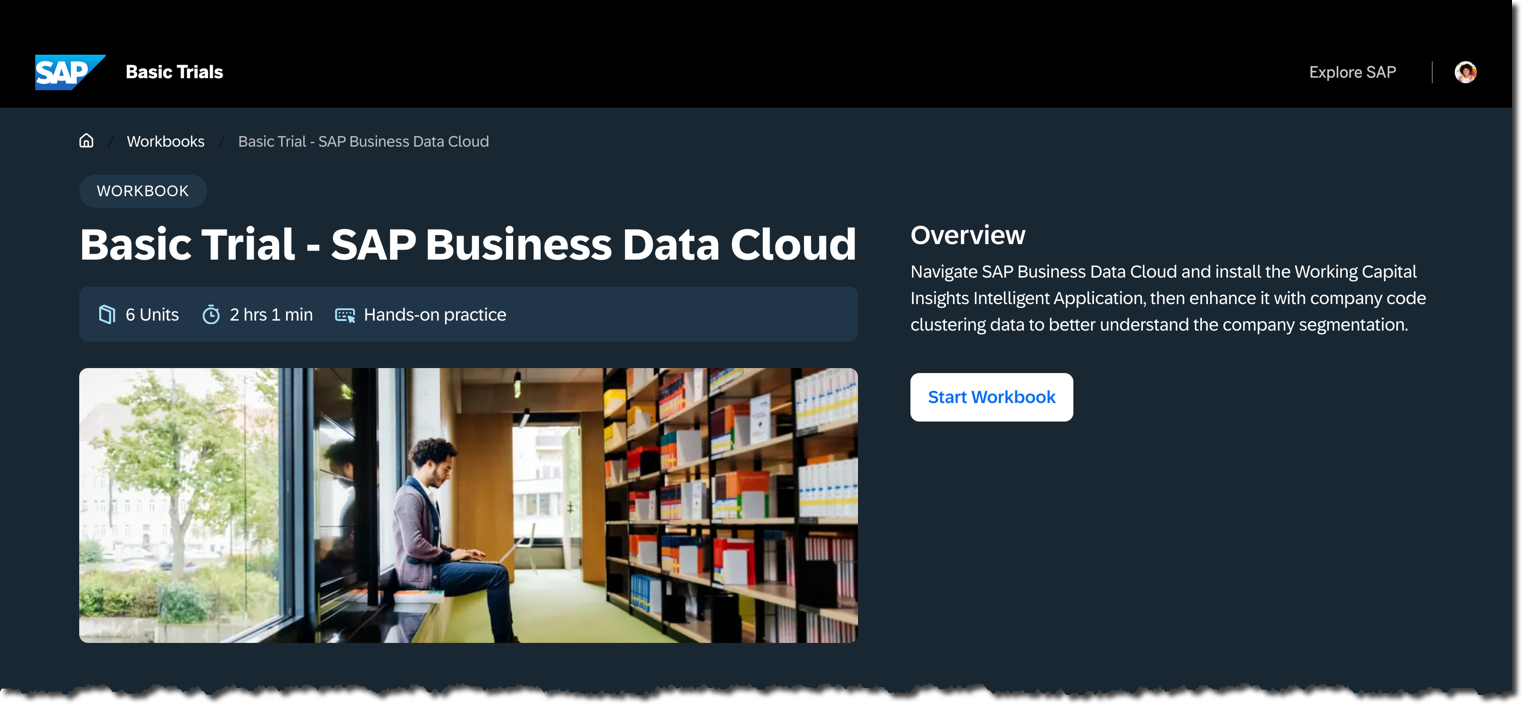 SAP
Basic Trials
Explore SAP
Workbooks / Basic Trial - SAP Business Data Cloud
WORKBOOK
Basic Trial - SAP Business Data Cloud
6 Units 2 hrs 1 min Hands-on practice
Overview
Navigate SAP Business Data Cloud and install the Working Capital
Insights Intelligent Application, then enhance it with company code
clustering data to better understand the company segmentation.
Start Workbook